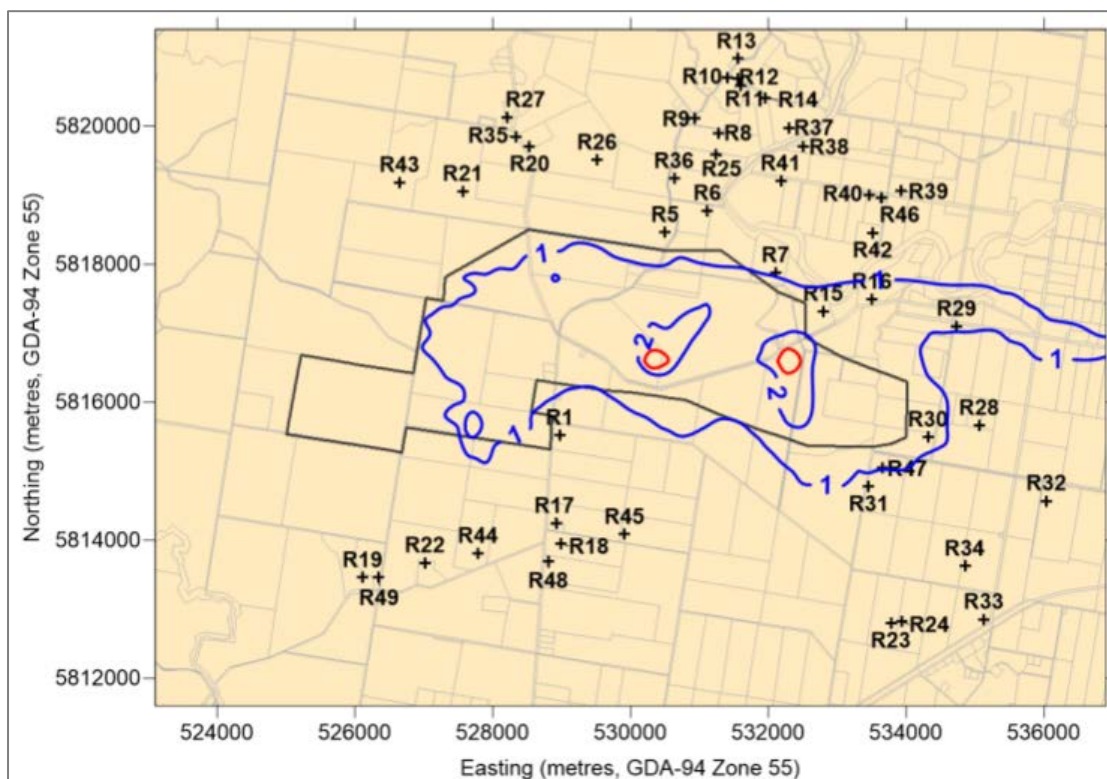 R13
R10 R12
R11 R14
R27
R9 R8 R37
R35 R38
R20 R26 R25
R43 R21 R36 R41
R6 R40 R39
R46
R5 R42
R7
1 1
R15 R16
R29
2
2
R1 1 R30 R28
1
R47
1 R31
R32
R17 R45
R44 R18
R22 R48
R19 R34
R49
R33
R23 R24
5820000
5818000
5816000
5814000
5812000
Northing (metres, GDA-94 Zone 55)
524000 526000 528000 530000 532000 534000 536000
Easting (metres, GDA-94 Zone 55)